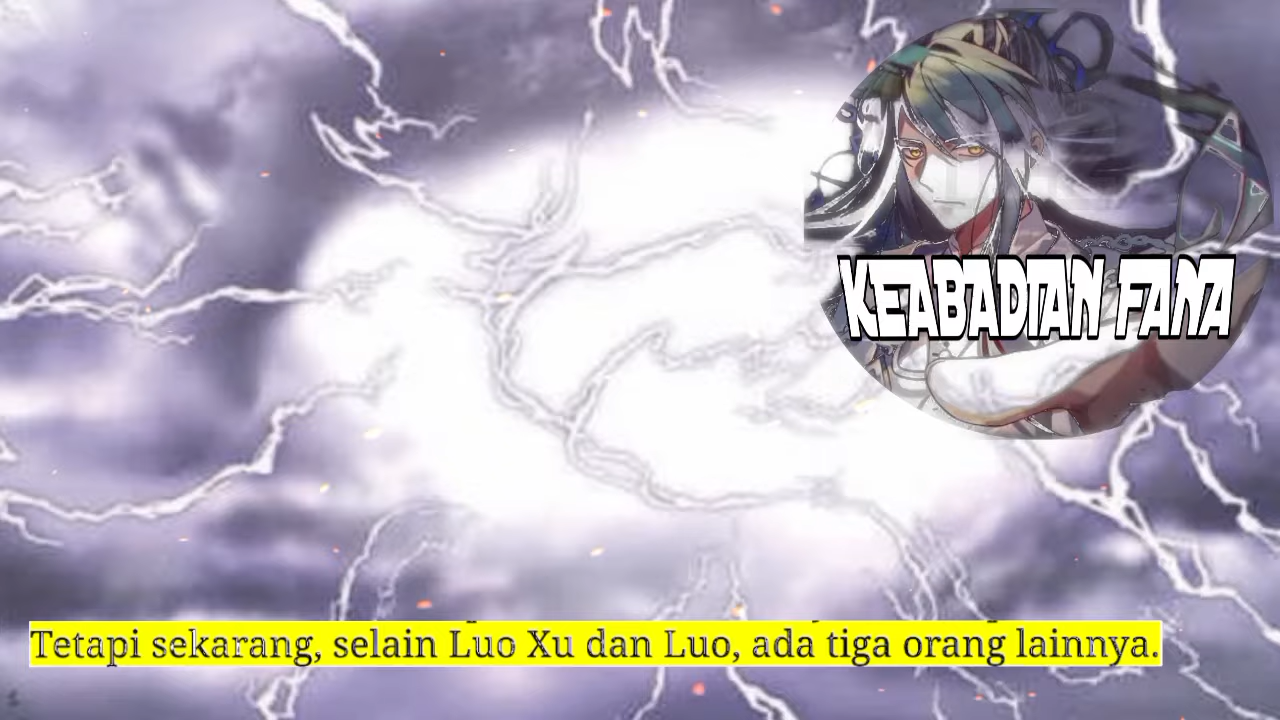 KEABADIAN FANA
Tetapi sekarang, selain Luo Xu dan Luo, ada tiga orang lainnya.